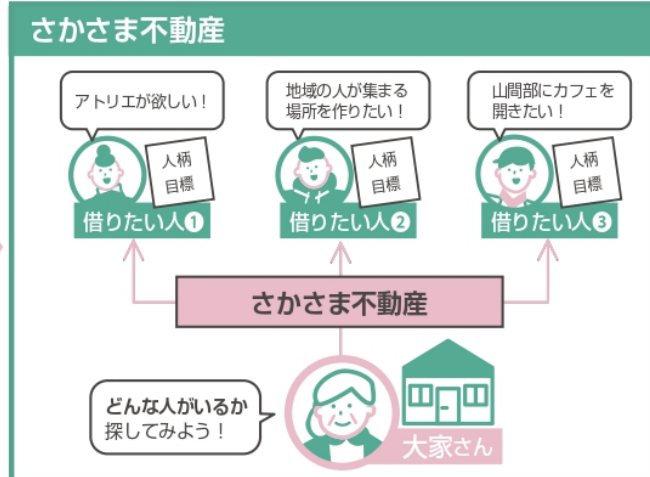 さかさま不動産
アトリエが欲しい！
地域の人が集まる
場所を作りたい！
山間部にカフェを
開きたい！
人柄
目標
人柄
目標
人柄
目標
借りたい人❶
借りたい人❷
借りたい人❸
さかさま不動産
どんな人がいるか
探してみよう！
大家さん